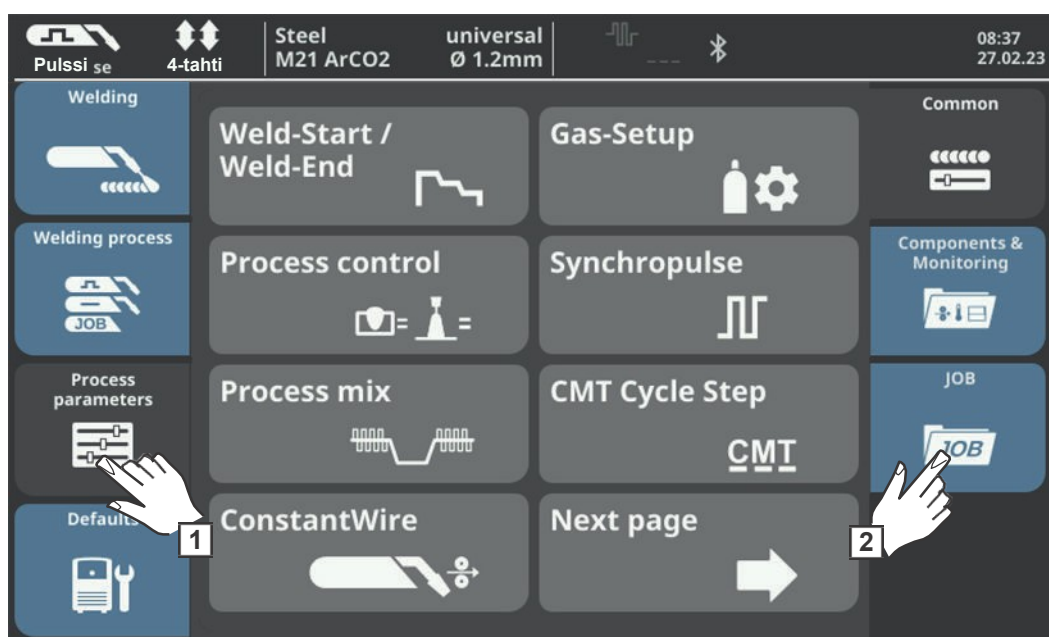 Pulssi se
4-tahti
Steel universal
M21 ArCO2 Ø 1.2mm
---
08:37
27.02.23
Welding
Welding process
JOB
Process
parameters
Defaults
Weld-Start /
Weld-End
Gas-Setup
Process control
= =
Synchropulse
Process mix
CMT Cycle Step
CMT
ConstantWire
Next page
Common
Components &
Monitoring
JOB
JOB
1
2